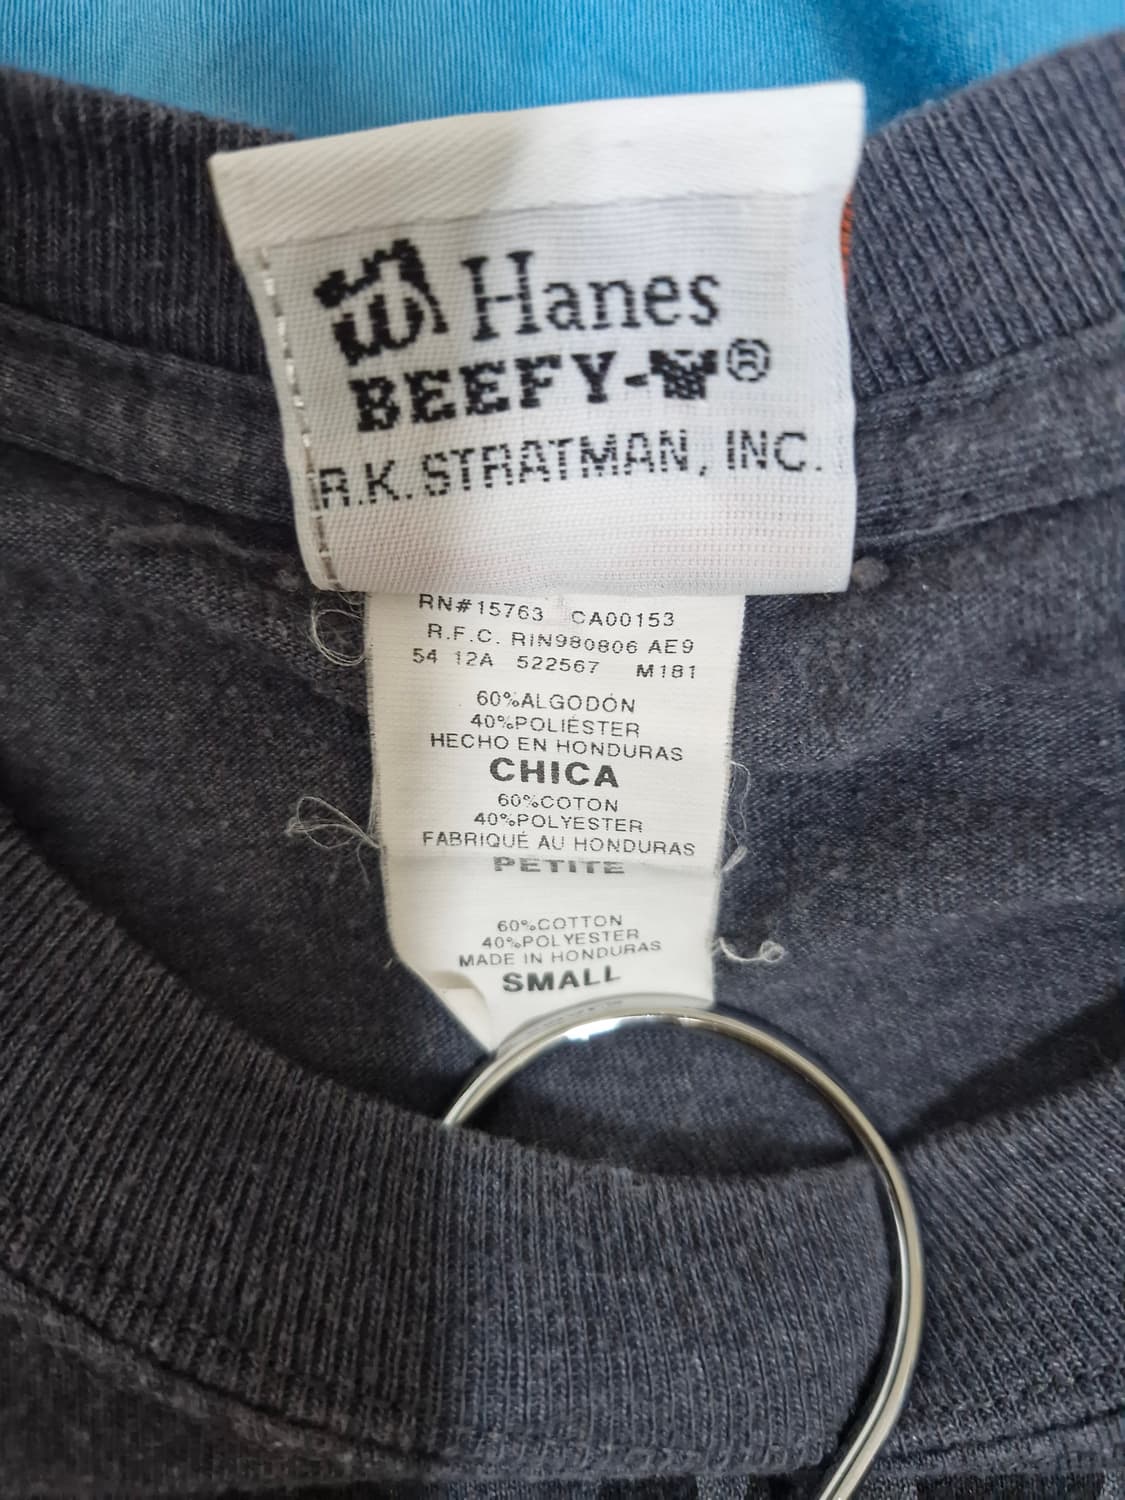 Hanes
BEEFY-T®
R.K. STRATMAN, INC.
RN#15763 CA00153
R.F.C. RIN980806 AE9
54 12A 522567 M181
60%ALGODÓN
40%POLIÉSTER
HECHO EN HONDURAS
CHICA
60%COTON
40%POLYESTER
FABRIQUÉ AU HONDURAS
PETITE
60%COTTON
40%POLYESTER
MADE IN HONDURAS
SMALL